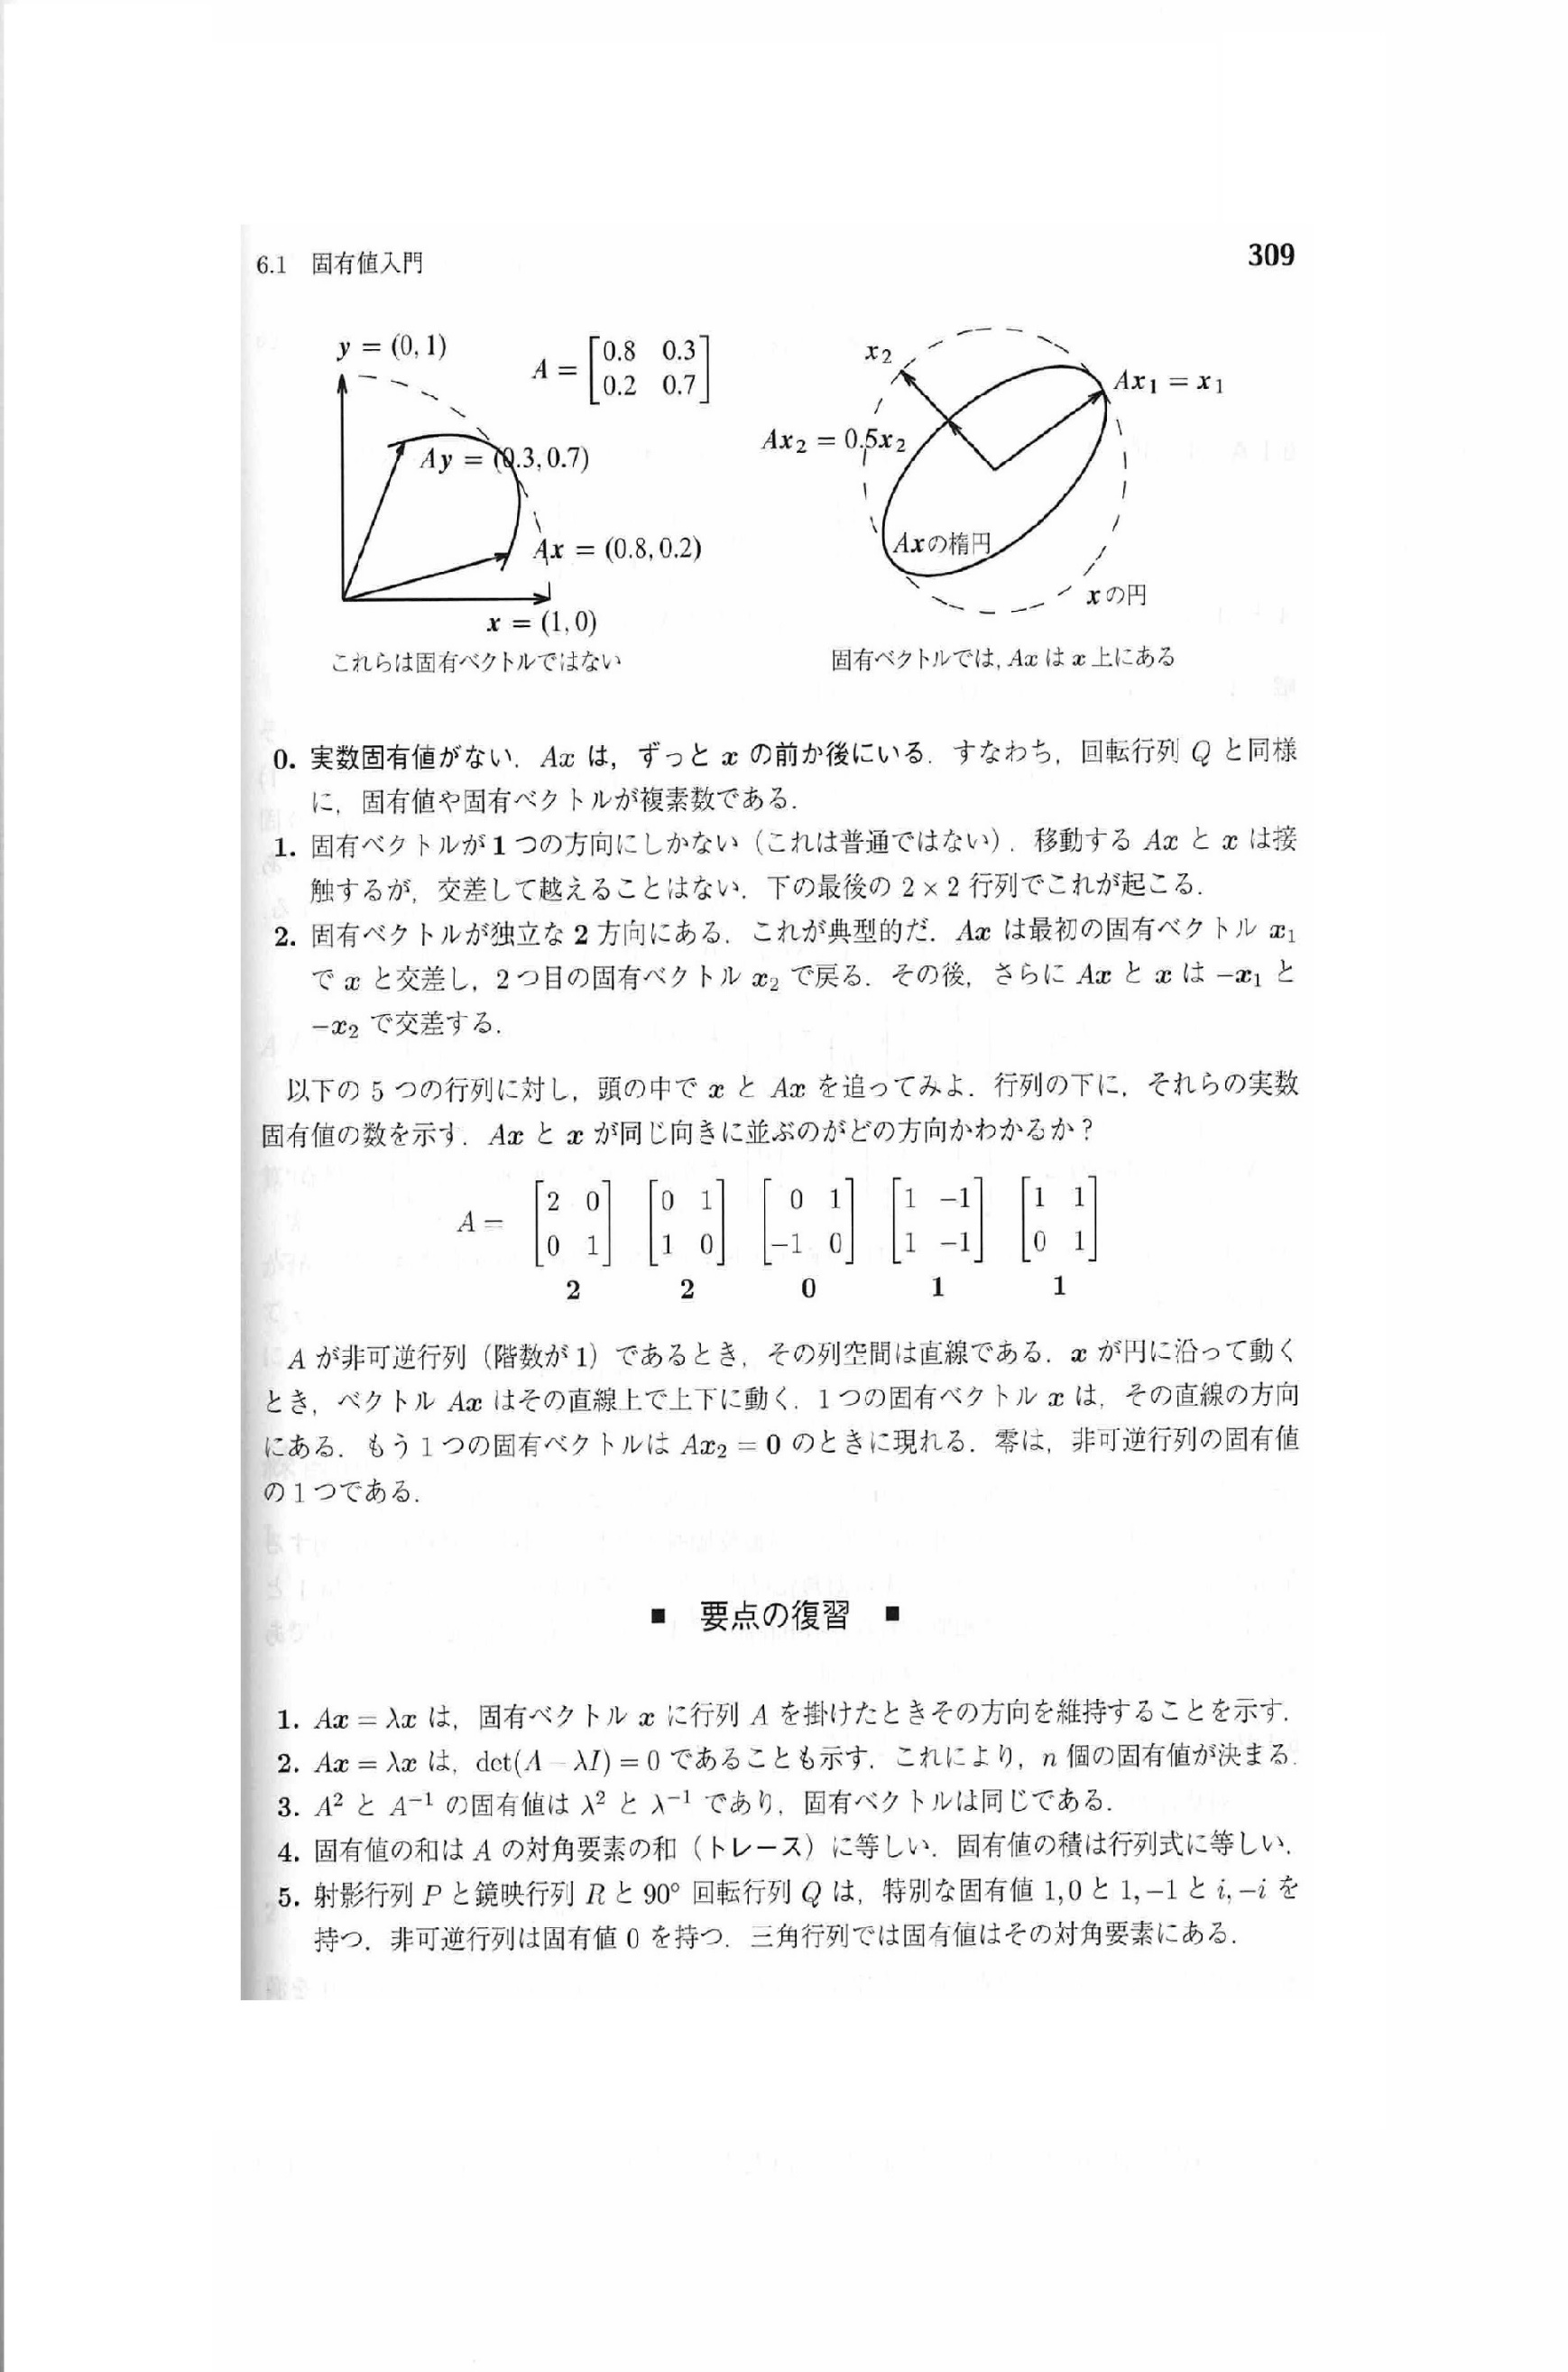 6.1 固有値入門 309
y = (0, 1)
A = [0.8 0.3
0.2 0.7]
Ay = (0.3, 0.7)
Ax = (0.8, 0.2)
x = (1, 0)
これらは固有ベクトルではない
x₂
Ax₁ = x₁
Ax₂ = 0.5x₂
Axの楕円
xの円
固有ベクトルでは, Ax は x 上にある
0. 実数固有値がない. Ax は, ずっと x の前か後にいる. すなわち, 回転行列 Q と同様
に, 固有値や固有ベクトルが複素数である.
1. 固有ベクトルが1つの方向にしかない (これは普通ではない). 移動する Ax と x は接
触するが, 交差して越えることはない. 下の最後の 2 × 2 行列でこれが起こる.
2. 固有ベクトルが独立な 2 方向にある. これが典型的だ. Ax は最初の固有ベクトル x₁
で x と交差し, 2つ目の固有ベクトル x₂ で戻る. その後, さらに Ax と x は −x₁ と
−x₂ で交差する.
以下の 5 つの行列に対し, 頭の中で x と Ax を追ってみよ. 行列の下に, それらの実数
固有値の数を示す. Ax と x が同じ向きに並ぶのがどの方向かわかるか?
A = [2 0] [0 1] [0 1] [1 −1] [1 1]
[0 1] [1 0] [−1 0] [1 −1] [0 1]
2 2 0 1 1
A が非可逆行列 (階数が1) であるとき, その列空間は直線である. x が円に沿って動く
とき, ベクトル Ax はその直線上で上下に動く. 1つの固有ベクトル x は, その直線の方向
にある. もう1つの固有ベクトルは Ax₂ = 0 のときに現れる. 零は, 非可逆行列の固有値
の1つである.
■ 要点の復習 ■
1. Ax = λx は, 固有ベクトル x に行列 A を掛けたときその方向を維持することを示す.
2. Ax = λx は, det(A − λI) = 0 であることも示す. これにより, n 個の固有値が決まる.
3. A² と A⁻¹ の固有値は λ² と λ⁻¹ であり, 固有ベクトルは同じである.
4. 固有値の和は A の対角要素の和 (トレース) に等しい. 固有値の積は行列式に等しい.
5. 射影行列 P と鏡映行列 R と 90° 回転行列 Q は, 特別な固有値 1,0 と 1,−1 と i,−i を
持つ. 非可逆行列は固有値 0 を持つ. 三角行列では固有値はその対角要素にある.